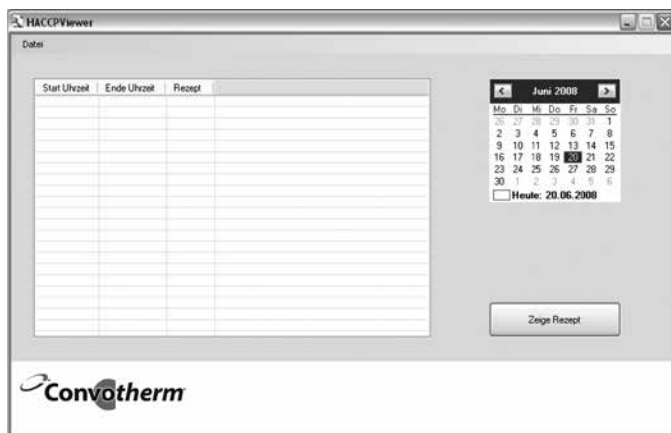 HACCPViewer
Datei
Start Uhrzeit Ende Uhrzeit Rezept
Juni 2008
Mo Di Mi Do Fr Sa So
26 27 28 29 30 31 1
2 3 4 5 6 7 8
9 10 11 12 13 14 15
16 17 18 19 20 21 22
23 24 25 26 27 28 29
30 1 2 3 4 5 6
Heute: 20.06.2008
Zeige Rezept
Convotherm